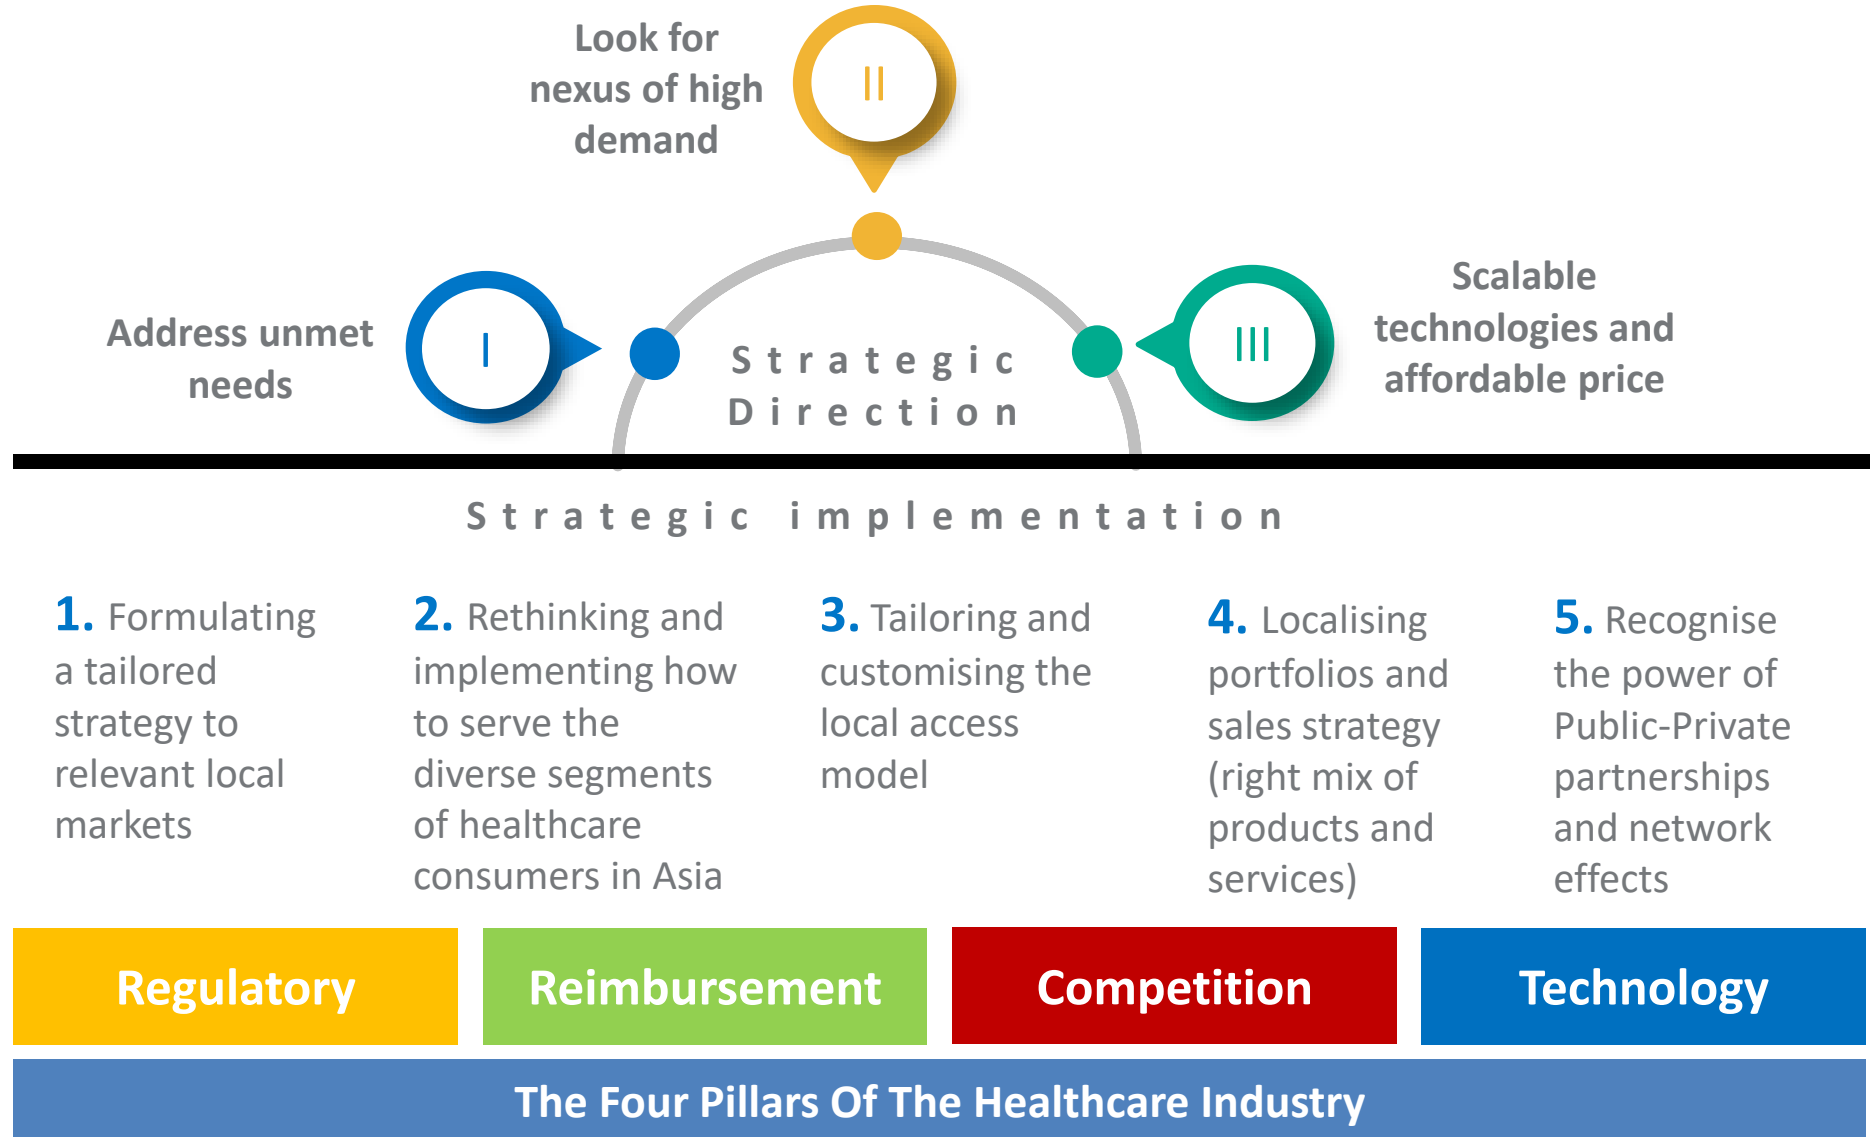 Look for
nexus of high
demand
II
Address unmet
needs
I
Strategic
Direction
III
Scalable
technologies and
affordable price
Strategic implementation
1. Formulating
a tailored
strategy to
relevant local
markets
2. Rethinking and
implementing how
to serve the
diverse segments
of healthcare
consumers in Asia
3. Tailoring and
customising the
local access
model
4. Localising
portfolios and
sales strategy
(right mix of
products and
services)
5. Recognise
the power of
Public-Private
partnerships
and network
effects
Regulatory
Reimbursement
Competition
Technology
The Four Pillars Of The Healthcare Industry